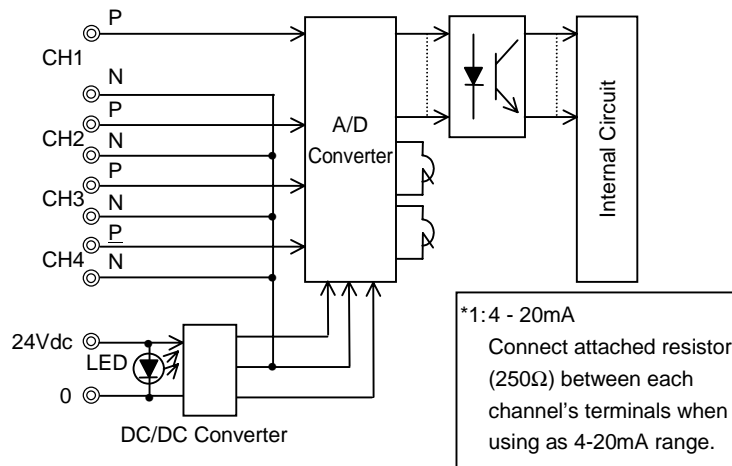 P
CH1
N
P
CH2
N
P
CH3
N
P
CH4
N
A/D
Converter
Internal Circuit
24Vdc
LED
0
DC/DC Converter
*1:4 - 20mA
Connect attached resistor
(250Ω) between each
channel's terminals when
using as 4-20mA range.